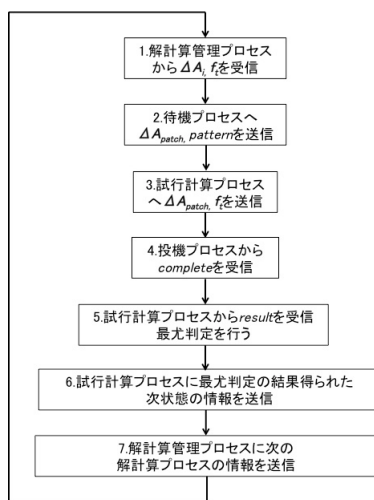 1.解計算管理プロセス
からΔAi, ftを受信
2.待機プロセスへ
ΔApatch, patternを送信
3.試行計算プロセス
へΔApatch, ftを送信
4.投機プロセスから
completeを受信
5.試行計算プロセスからresultを受信
最尤判定を行う
6.試行計算プロセスに最尤判定の結果得られた
次状態の情報を送信
7.解計算管理プロセスに次の
解計算プロセスの情報を送信